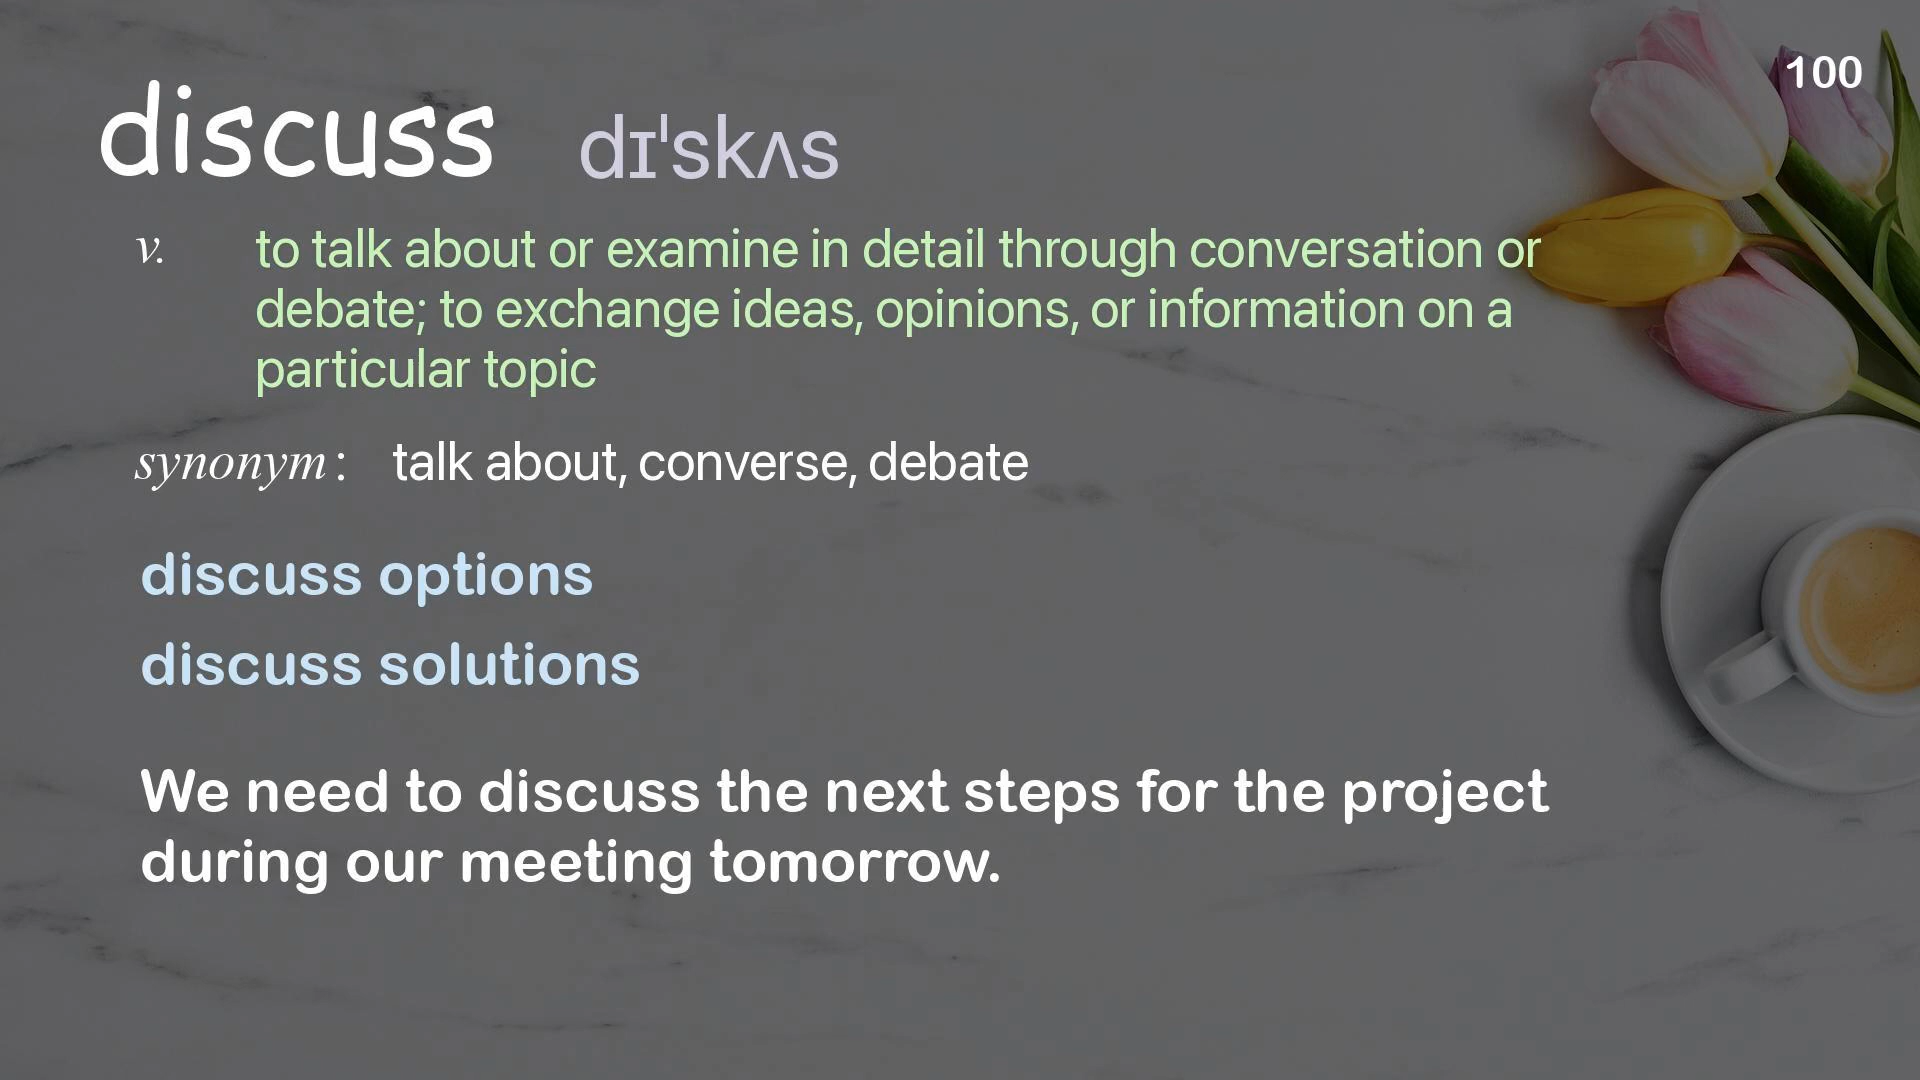 100
discuss dɪˈskʌs
v. to talk about or examine in detail through conversation or
debate; to exchange ideas, opinions, or information on a
particular topic
synonym : talk about, converse, debate
discuss options
discuss solutions
We need to discuss the next steps for the project
during our meeting tomorrow.